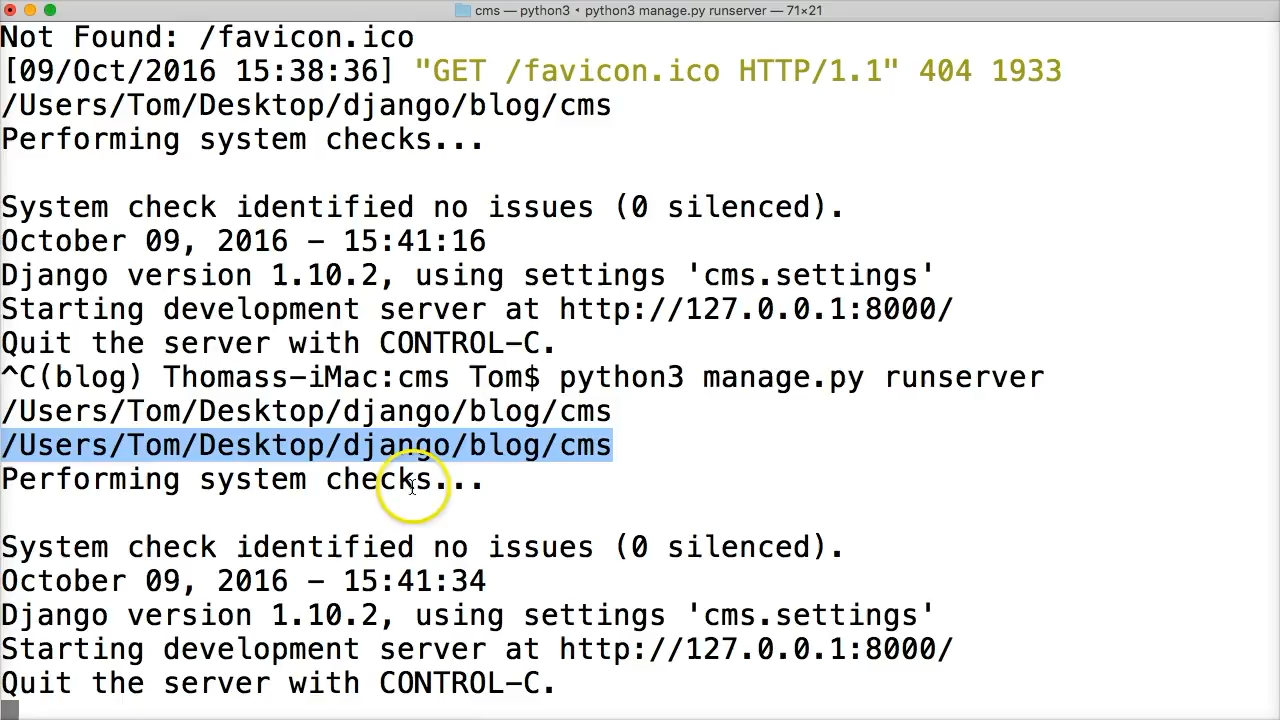 cms — python3 • python3 manage.py runserver — 71×21
Not Found: /favicon.ico
[09/Oct/2016 15:38:36] "GET /favicon.ico HTTP/1.1" 404 1933
/Users/Tom/Desktop/django/blog/cms
Performing system checks...
System check identified no issues (0 silenced).
October 09, 2016 - 15:41:16
Django version 1.10.2, using settings 'cms.settings'
Starting development server at http://127.0.0.1:8000/
Quit the server with CONTROL-C.
^C(blog) Thomass-iMac:cms Tom$ python3 manage.py runserver
/Users/Tom/Desktop/django/blog/cms
/Users/Tom/Desktop/django/blog/cms
Performing system checks...
System check identified no issues (0 silenced).
October 09, 2016 - 15:41:34
Django version 1.10.2, using settings 'cms.settings'
Starting development server at http://127.0.0.1:8000/
Quit the server with CONTROL-C.